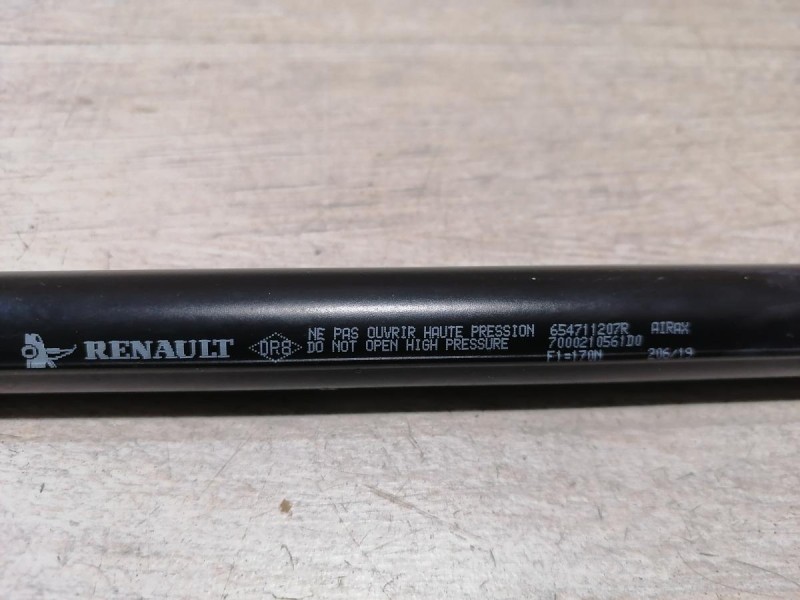 RENAULT
DR8
NE PAS OUVRIR HAUTE PRESSION
DO NOT OPEN HIGH PRESSURE
654711207R AIRAX
7000210561D0
F1=170N 206/19